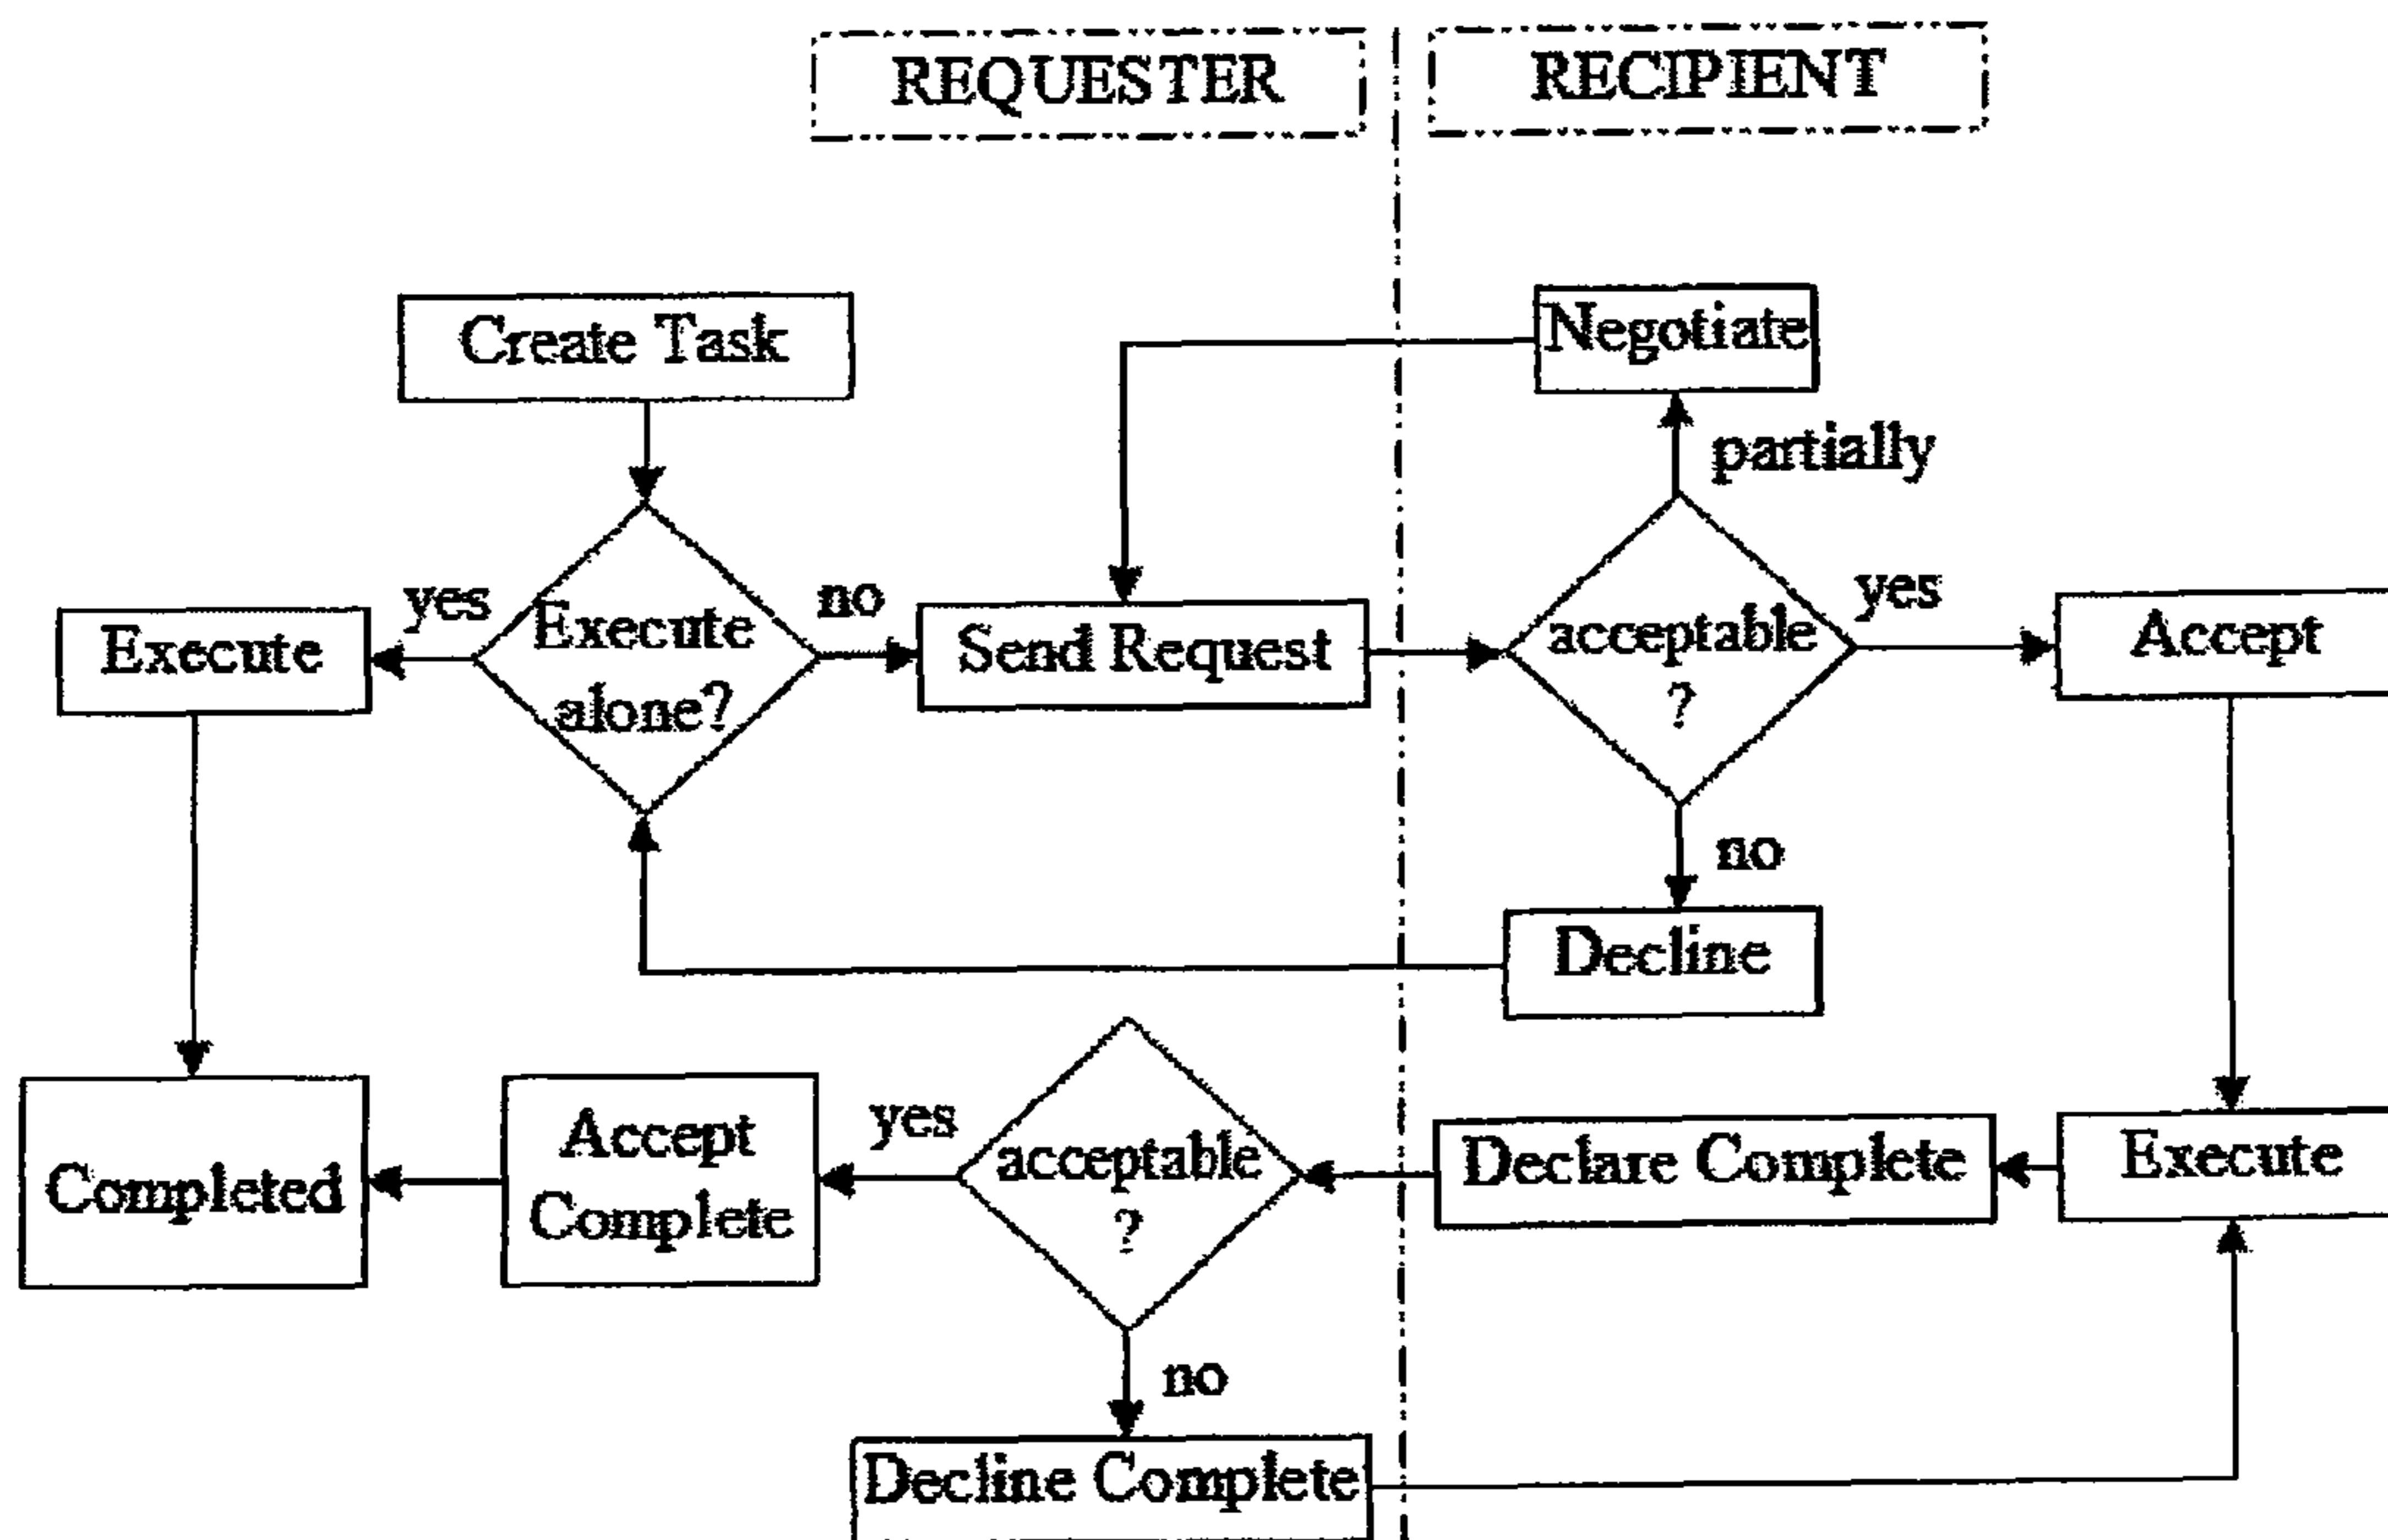 REQUESTER
RECIPIENT
Create Task
Negotiate
partially
yes
Execute
Execute
alone?
no
Send Request
acceptable
?
yes
Accept
no
Decline
Completed
Accept
Complete
yes
acceptable
?
Declare Complete
Execute
no
Decline Complete